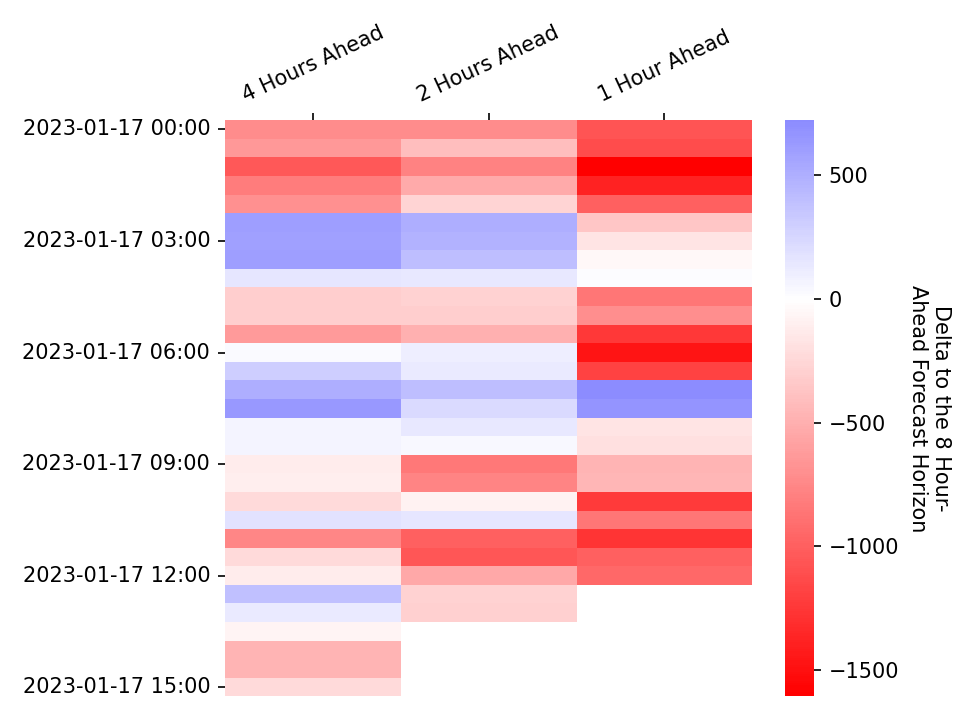 4 Hours Ahead
2 Hours Ahead
1 Hour Ahead
2023-01-17 00:00
2023-01-17 03:00
2023-01-17 06:00
2023-01-17 09:00
2023-01-17 12:00
2023-01-17 15:00
500
0
−500
−1000
−1500
Delta to the 8 Hour-
Ahead Forecast Horizon